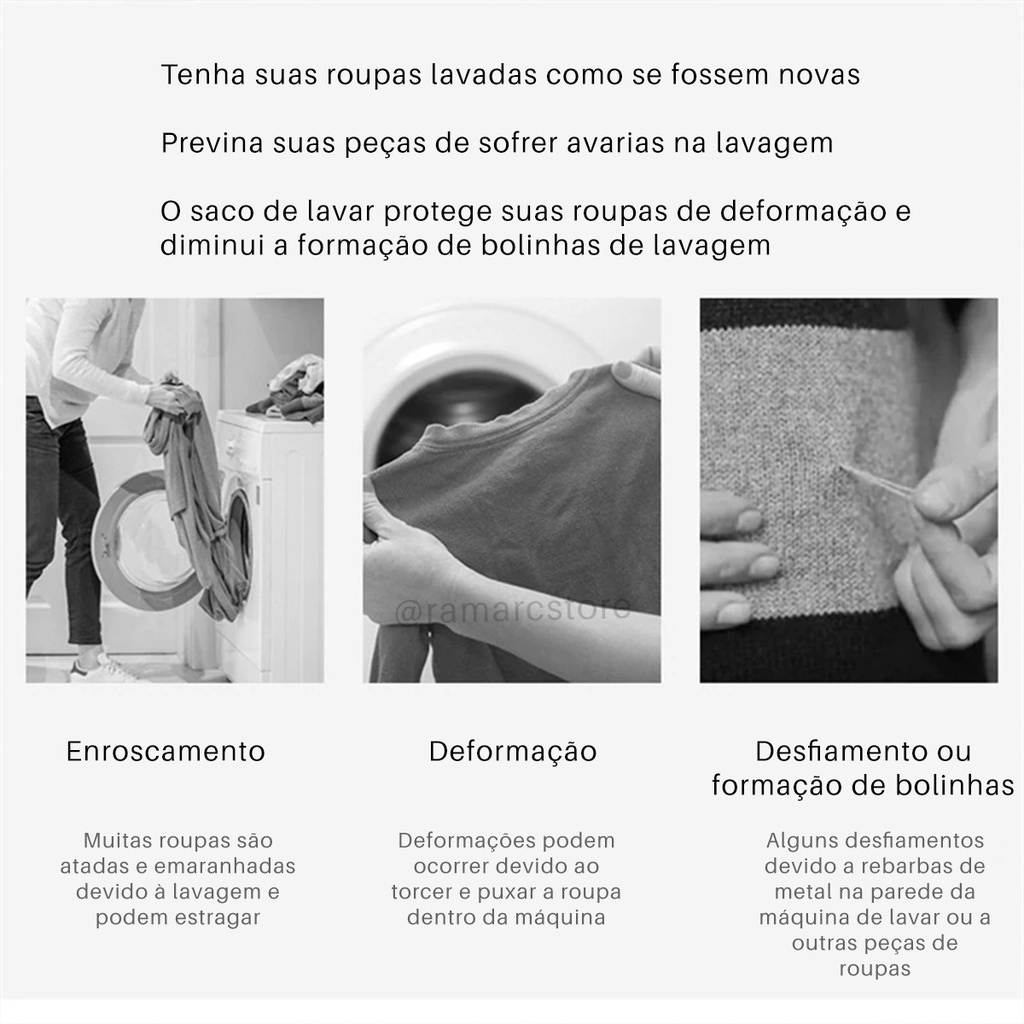 Tenha suas roupas lavadas como se fossem novas
Previna suas peças de sofrer avarias na lavagem
O saco de lavar protege suas roupas de deformação e
diminui a formação de bolinhas de lavagem
@ramarcstore
Enroscamento
Deformação
Desfiamento ou
formação de bolinhas
Muitas roupas são
atadas e emaranhadas
devido à lavagem e
podem estragar
Deformações podem
ocorrer devido ao
torcer e puxar a roupa
dentro da máquina
Alguns desfiamentos
devido a rebarbas de
metal na parede da
máquina de lavar ou a
outras peças de
roupas